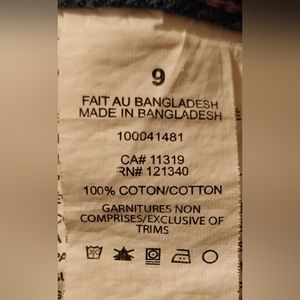 9
FAIT AU BANGLADESH
MADE IN BANGLADESH
100041481
CA# 11319
RN# 121340
100% COTON/COTTON
GARNITURES NON
COMPRISES/EXCLUSIVE OF
TRIMS